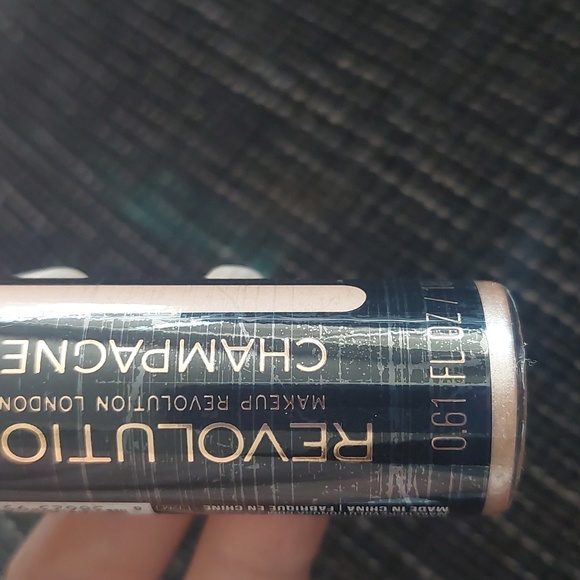 REVOLUTIO
MAKEUP REVOLUTION LONDON
CHAMPAGNE
0.61 FL OZ /
MADE IN CHINA | FABRIQUÉ EN CHINE